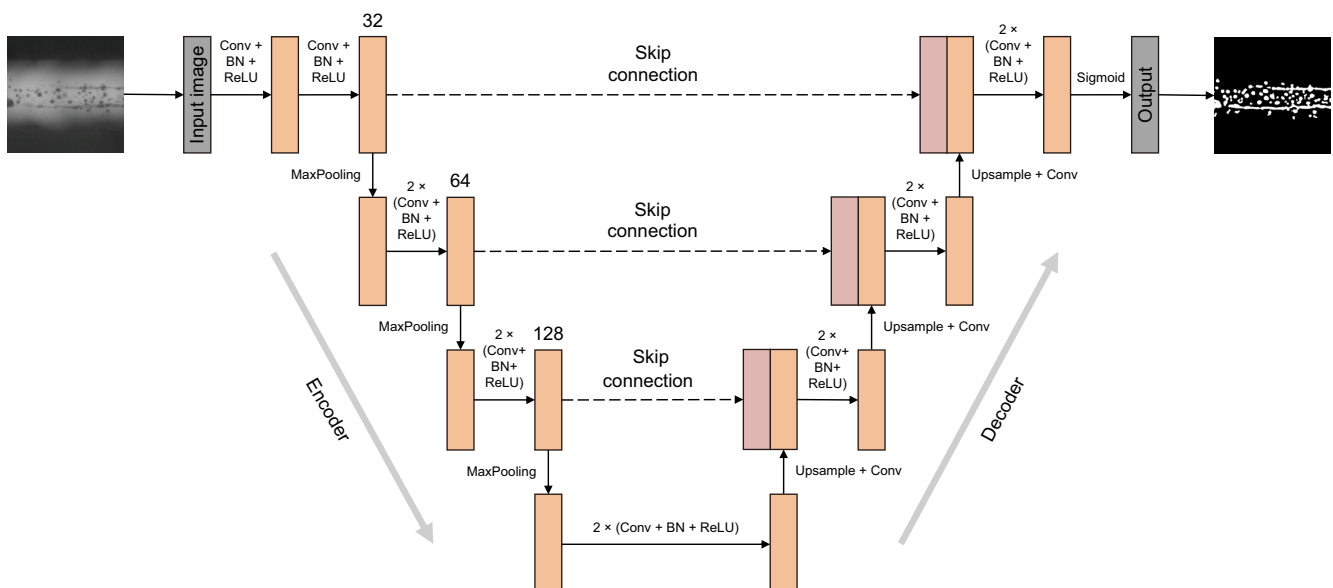 32
Conv +
BN +
ReLU
Conv +
BN +
ReLU
Input image
Skip
connection
2 ×
(Conv +
BN +
ReLU)
Sigmoid
Output
MaxPooling
Upsample + Conv
64
2 ×
(Conv +
BN +
ReLU)
Skip
connection
2 ×
(Conv +
BN +
ReLU)
MaxPooling
Upsample + Conv
128
2 ×
(Conv+
BN+
ReLU)
Skip
connection
2 ×
(Conv+
BN+
ReLU)
Encoder
Decoder
MaxPooling
Upsample + Conv
2 × (Conv + BN + ReLU)